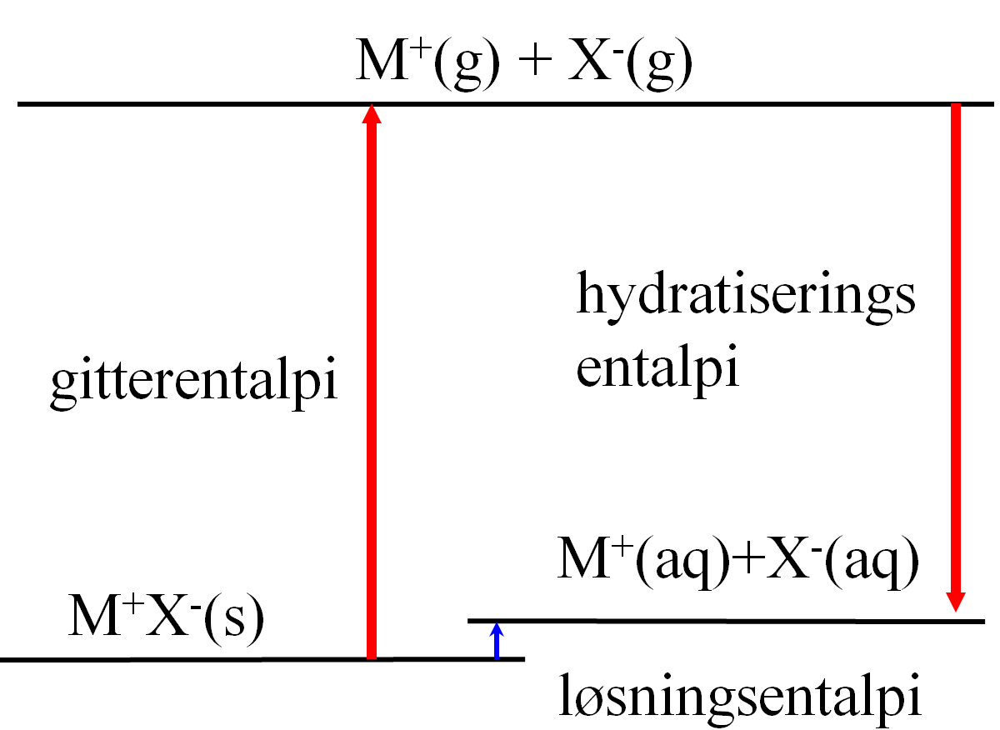 M⁺(g) + X⁻(g)
hydratiserings
entalpi
gitterentalpi
M⁺(aq)+X⁻(aq)
M⁺X⁻(s)
løsningsentalpi